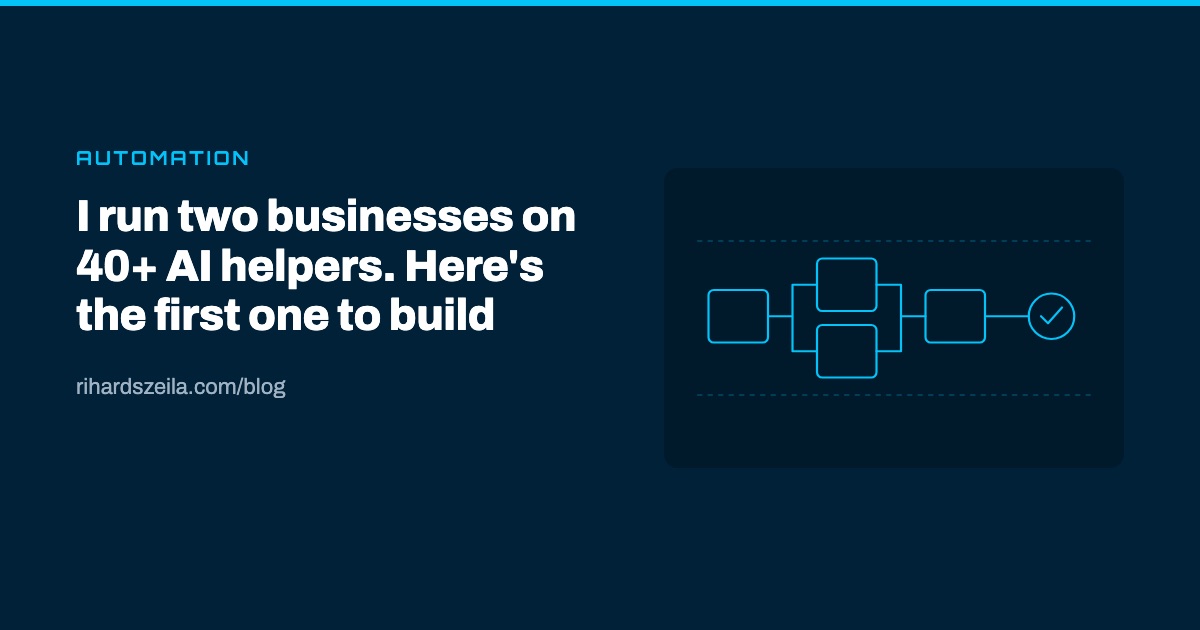 AUTOMATION
I run two businesses on
40+ AI helpers. Here's
the first one to build
rihardszeila.com/blog